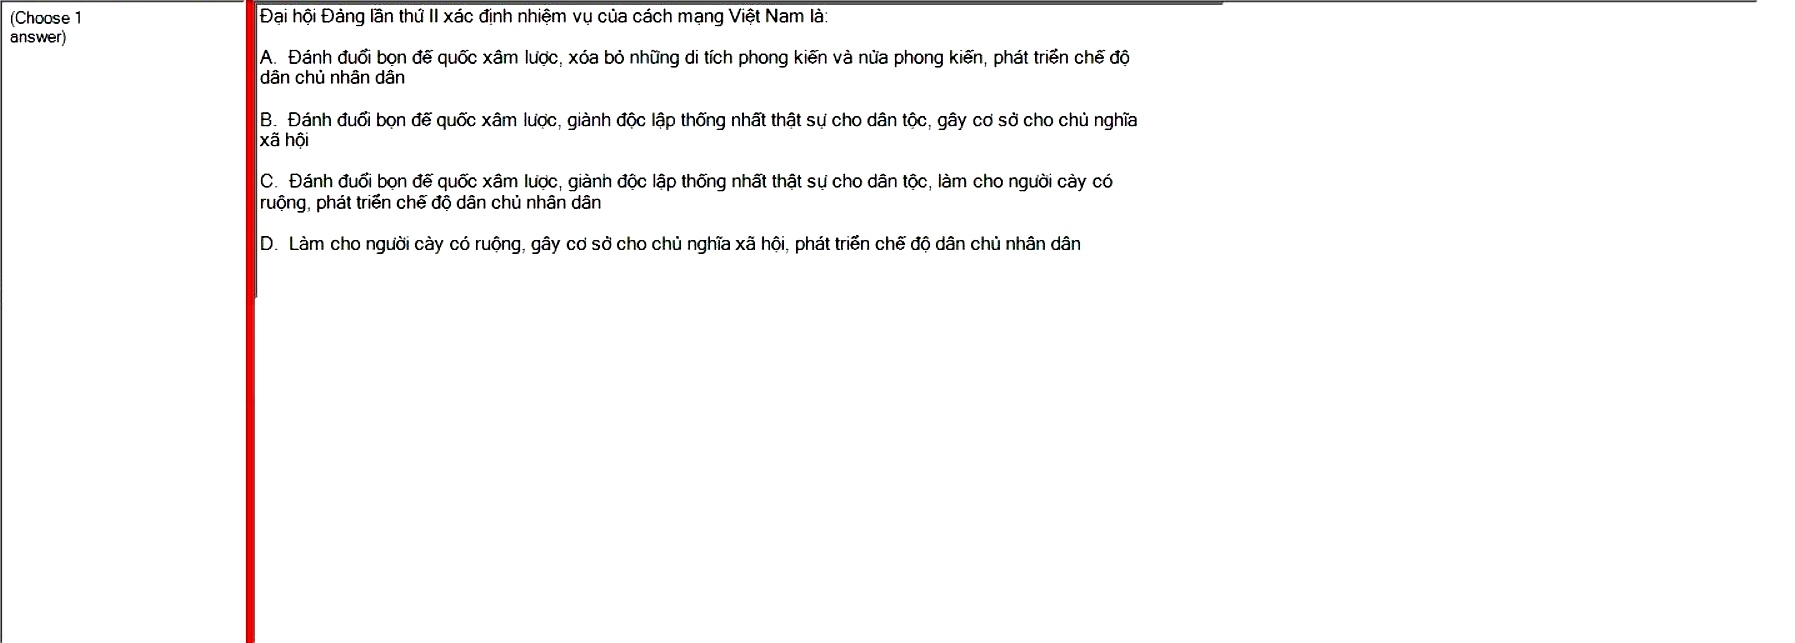 (Choose 1
answer)
Đại hội Đảng lần thứ II xác định nhiệm vụ của cách mạng Việt Nam là:
A. Đánh đuổi bọn đế quốc xâm lược, xóa bỏ những di tích phong kiến và nửa phong kiến, phát triển chế độ
dân chủ nhân dân
B. Đánh đuổi bọn đế quốc xâm lược, giành độc lập thống nhất thật sự cho dân tộc, gây cơ sở cho chủ nghĩa
xã hội
C. Đánh đuổi bọn đế quốc xâm lược, giành độc lập thống nhất thật sự cho dân tộc, làm cho người cày có
ruộng, phát triển chế độ dân chủ nhân dân
D. Làm cho người cày có ruộng, gây cơ sở cho chủ nghĩa xã hội, phát triển chế độ dân chủ nhân dân